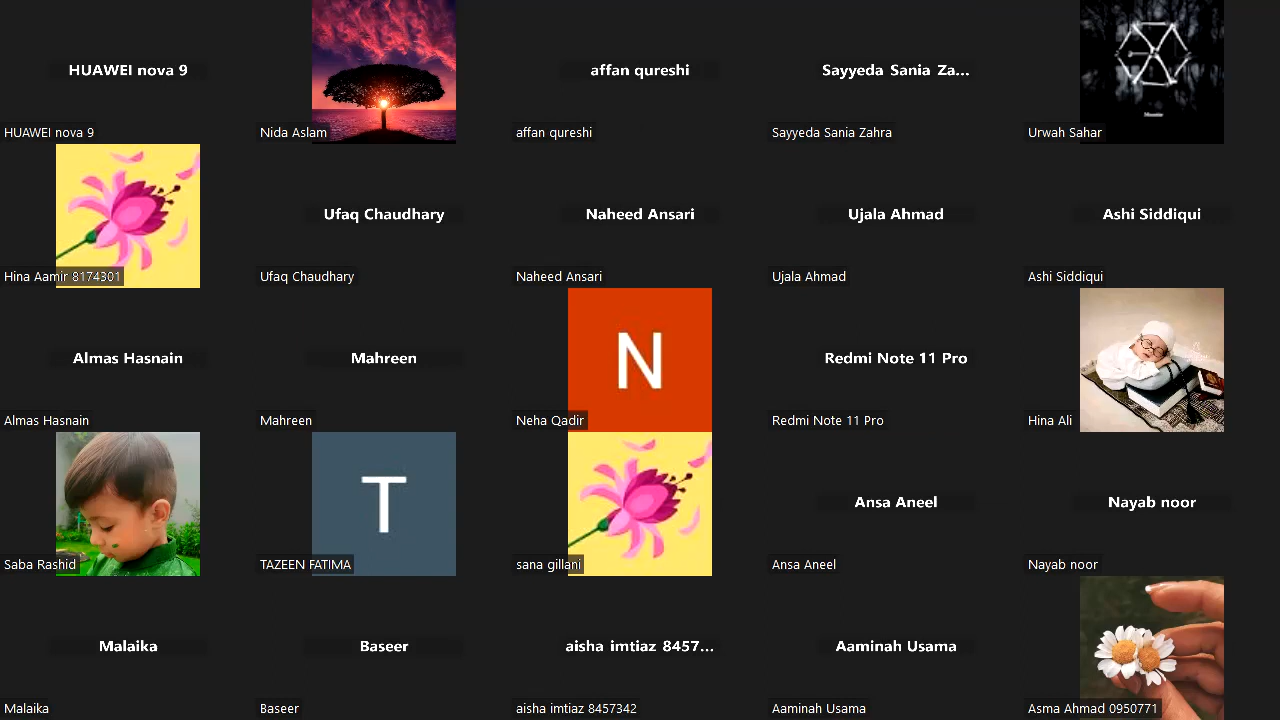 HUAWEI nova 9
HUAWEI nova 9
Nida Aslam
affan qureshi
affan qureshi
Sayyeda Sania Za...
Sayyeda Sania Zahra
Urwah Sahar
Hina Aamir 8174301
Ufaq Chaudhary
Ufaq Chaudhary
Naheed Ansari
Naheed Ansari
Ujala Ahmad
Ujala Ahmad
Ashi Siddiqui
Ashi Siddiqui
Almas Hasnain
Almas Hasnain
Mahreen
Mahreen
N
Neha Qadir
Redmi Note 11 Pro
Redmi Note 11 Pro
Hina Ali
Saba Rashid
T
TAZEEN FATIMA
sana gillani
Ansa Aneel
Ansa Aneel
Nayab noor
Nayab noor
Malaika
Malaika
Baseer
Baseer
aisha imtiaz 8457...
aisha imtiaz 8457342
Aaminah Usama
Aaminah Usama
Asma Ahmad 0950771